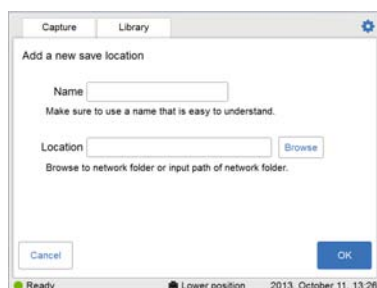 Capture Library
Add a new save location
Name
Make sure to use a name that is easy to understand.
Location Browse
Browse to network folder or input path of network folder.
Cancel OK
Ready Lower position 2013, October 11, 13:26